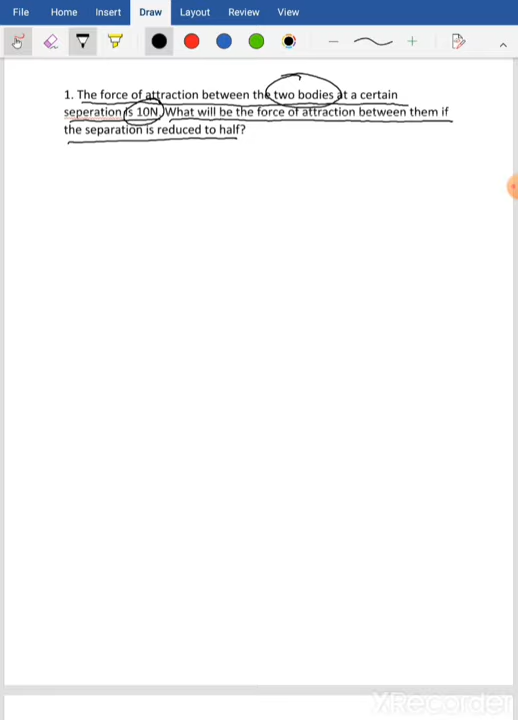 File Home Insert Draw Layout Review View
1. The force of attraction between the two bodies at a certain
seperation is 10N. What will be the force of attraction between them if
the separation is reduced to half?
XRecorder